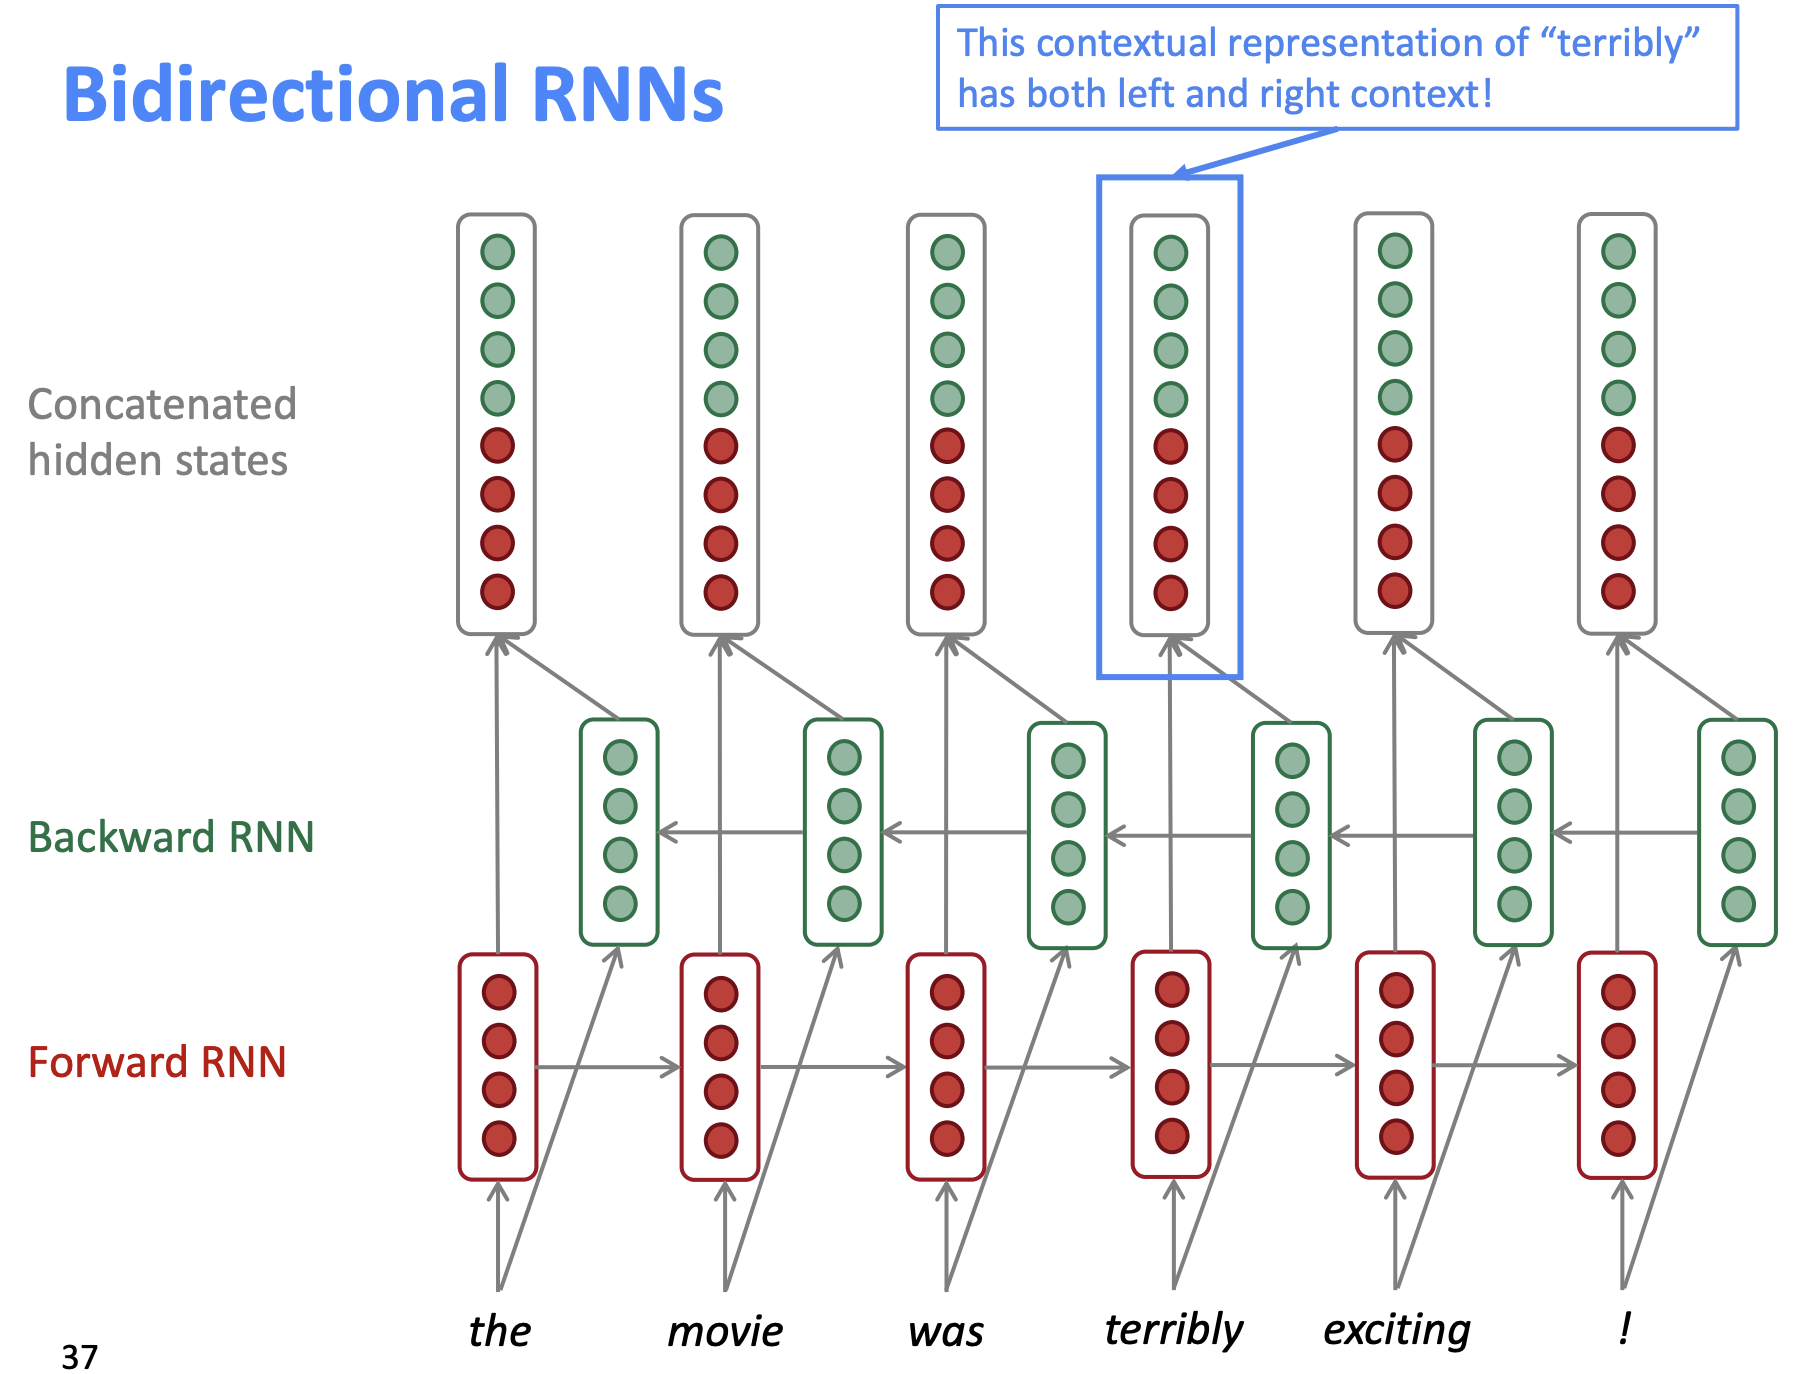 Bidirectional RNNs
This contextual representation of “terribly”
has both left and right context!
Concatenated
hidden states
Backward RNN
Forward RNN
the movie was terribly exciting !
37